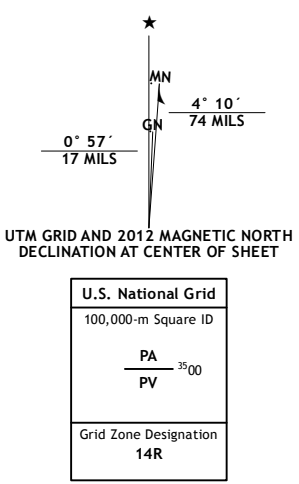 ★
MN
4° 10´
74 MILS
GN
0° 57´
17 MILS
UTM GRID AND 2012 MAGNETIC NORTH
DECLINATION AT CENTER OF SHEET
U.S. National Grid
100,000-m Square ID
PA
3500
PV
Grid Zone Designation
14R